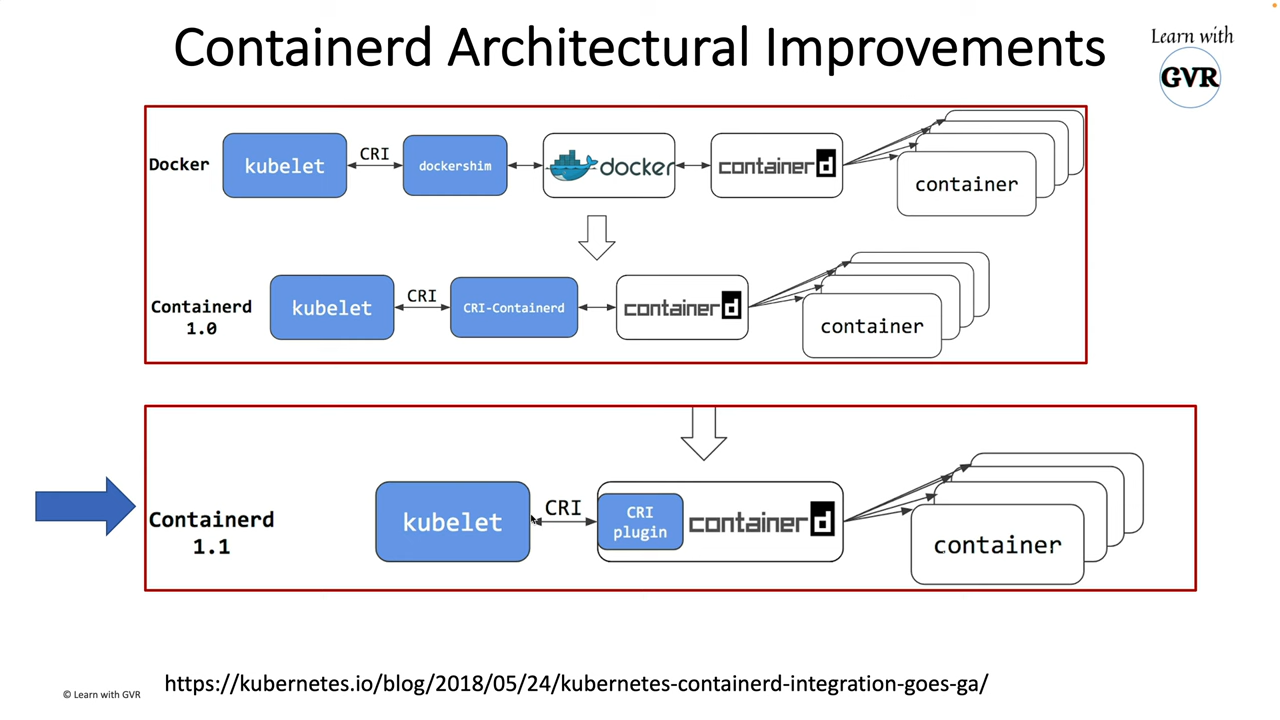 Containerd Architectural Improvements
Learn with
GVR
Docker
kubelet
CRI
dockershim
docker
containerd
container
Containerd
1.0
kubelet
CRI
CRI-Containerd
containerd
container
Containerd
1.1
kubelet
CRI
CRI
plugin
containerd
container
https://kubernetes.io/blog/2018/05/24/kubernetes-containerd-integration-goes-ga/
© Learn with GVR